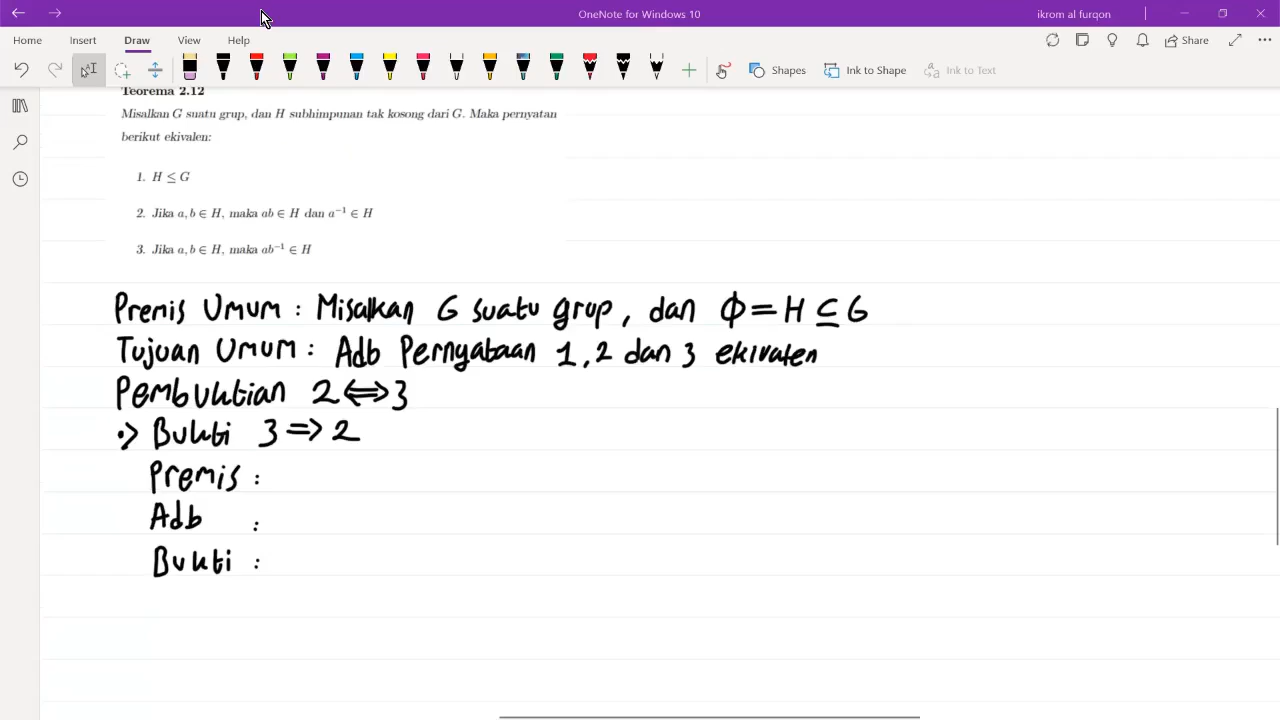 OneNote for Windows 10
ikrom al furqon
Home Insert Draw View Help
Share
Shapes
Ink to Shape
Ink to Text
Teorema 2.12
Misalkan G suatu grup, dan H subhimpunan tak kosong dari G. Maka pernyatan
berikut ekivalen:
1. H ≤ G
2. Jika a, b ∈ H, maka ab ∈ H dan a⁻¹ ∈ H
3. Jika a, b ∈ H, maka ab⁻¹ ∈ H
Premis Umum : Misalkan G suatu grup, dan ϕ = H ⊆ G
Tujuan Umum : Adb Pernyataan 1, 2 dan 3 ekivalen
Pembuktian 2 ⟺ 3
•> Bukti 3 => 2
Premis :
Adb :
Bukti :